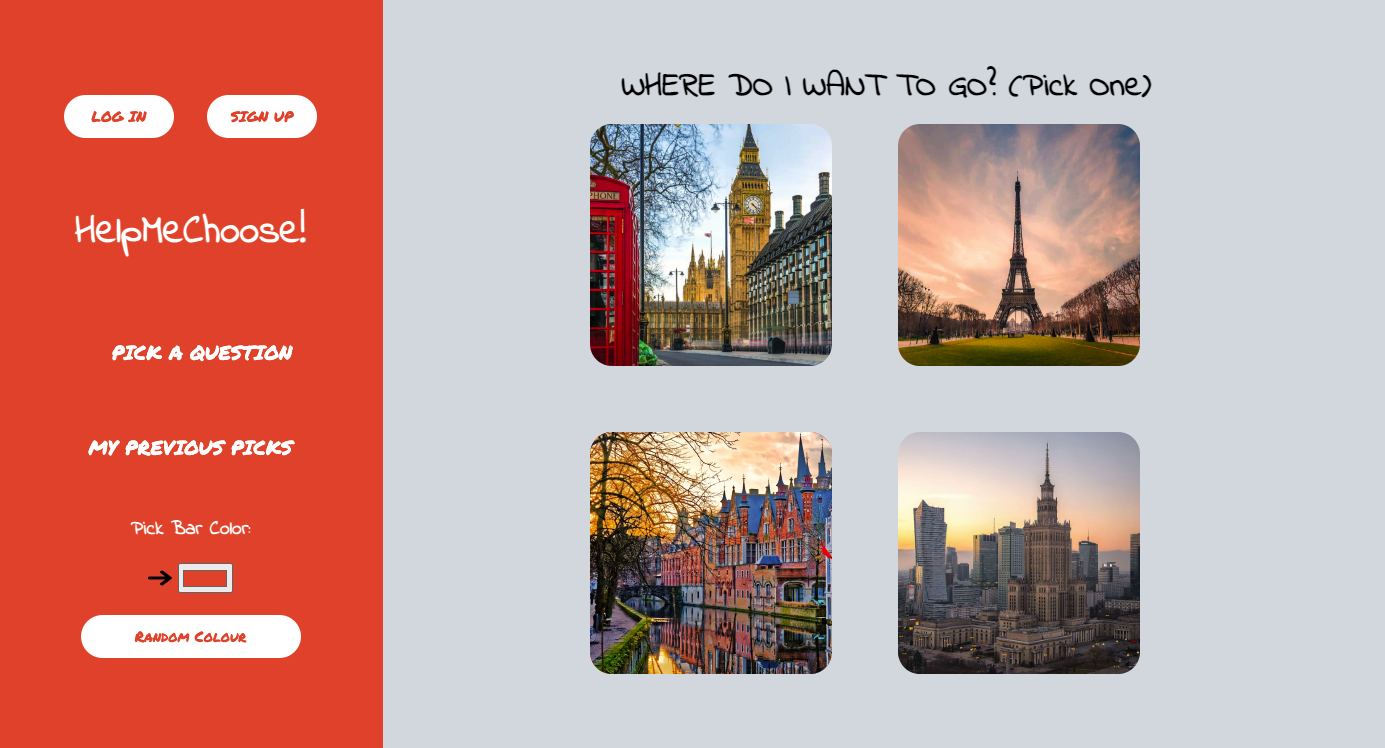 LOG IN
SIGN UP
HelpMeChoose!
PICK A QUESTION
MY PREVIOUS PICKS
Pick Bar Color:
Random Colour
WHERE DO I WANT TO GO? (Pick one)
PHONE